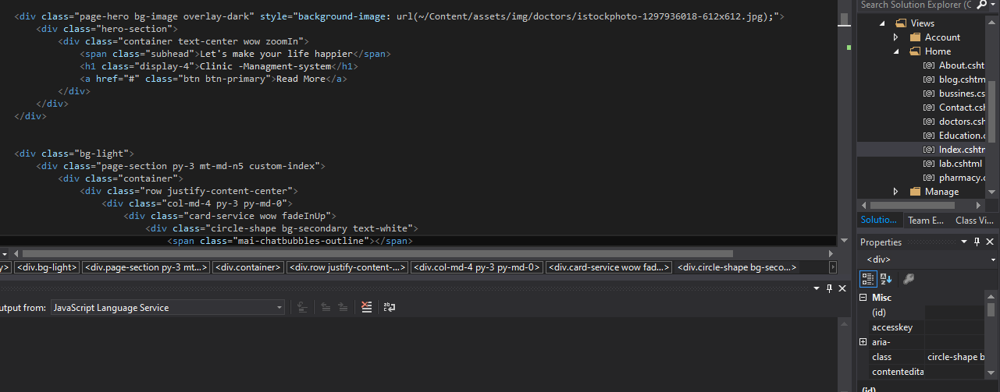 <div class="page-hero bg-image overlay-dark" style="background-image: url(~/Content/assets/img/doctors/istockphoto-1297936018-612x612.jpg);">
<div class="hero-section">
<div class="container text-center wow zoomIn">
<span class="subhead">Let's make your life happier</span>
<h1 class="display-4">Clinic -Managment-system</h1>
<a href="#" class="btn btn-primary">Read More</a>
</div>
</div>
</div>
<div class="bg-light">
<div class="page-section py-3 mt-md-n5 custom-index">
<div class="container">
<div class="row justify-content-center">
<div class="col-md-4 py-3 py-md-0">
<div class="card-service wow fadeInUp">
<div class="circle-shape bg-secondary text-white">
<span class="mai-chatbubbles-outline"></span>
y> <div.bg-light> <div.page-section py-3 mt...> <div.container> <div.row justify-content-...> <div.col-md-4 py-3 py-md-0> <div.card-service wow fad...> <div.circle-shape bg-seco...>
utput from: JavaScript Language Service
Search Solution Explorer (C
Views
Account
Home
[@] About.csht
[@] blog.cshtm
[@] bussines.cs
[@] Contact.csh
[@] doctors.csh
[@] Education.c
[@] Index.cshtm
[@] lab.cshtml
[@] pharmacy.c
Manage
Solutio... Team E... Class Vi...
Properties
<div>
Misc
(id)
accesskey
aria-
class circle-shape b
contentedita
(id)